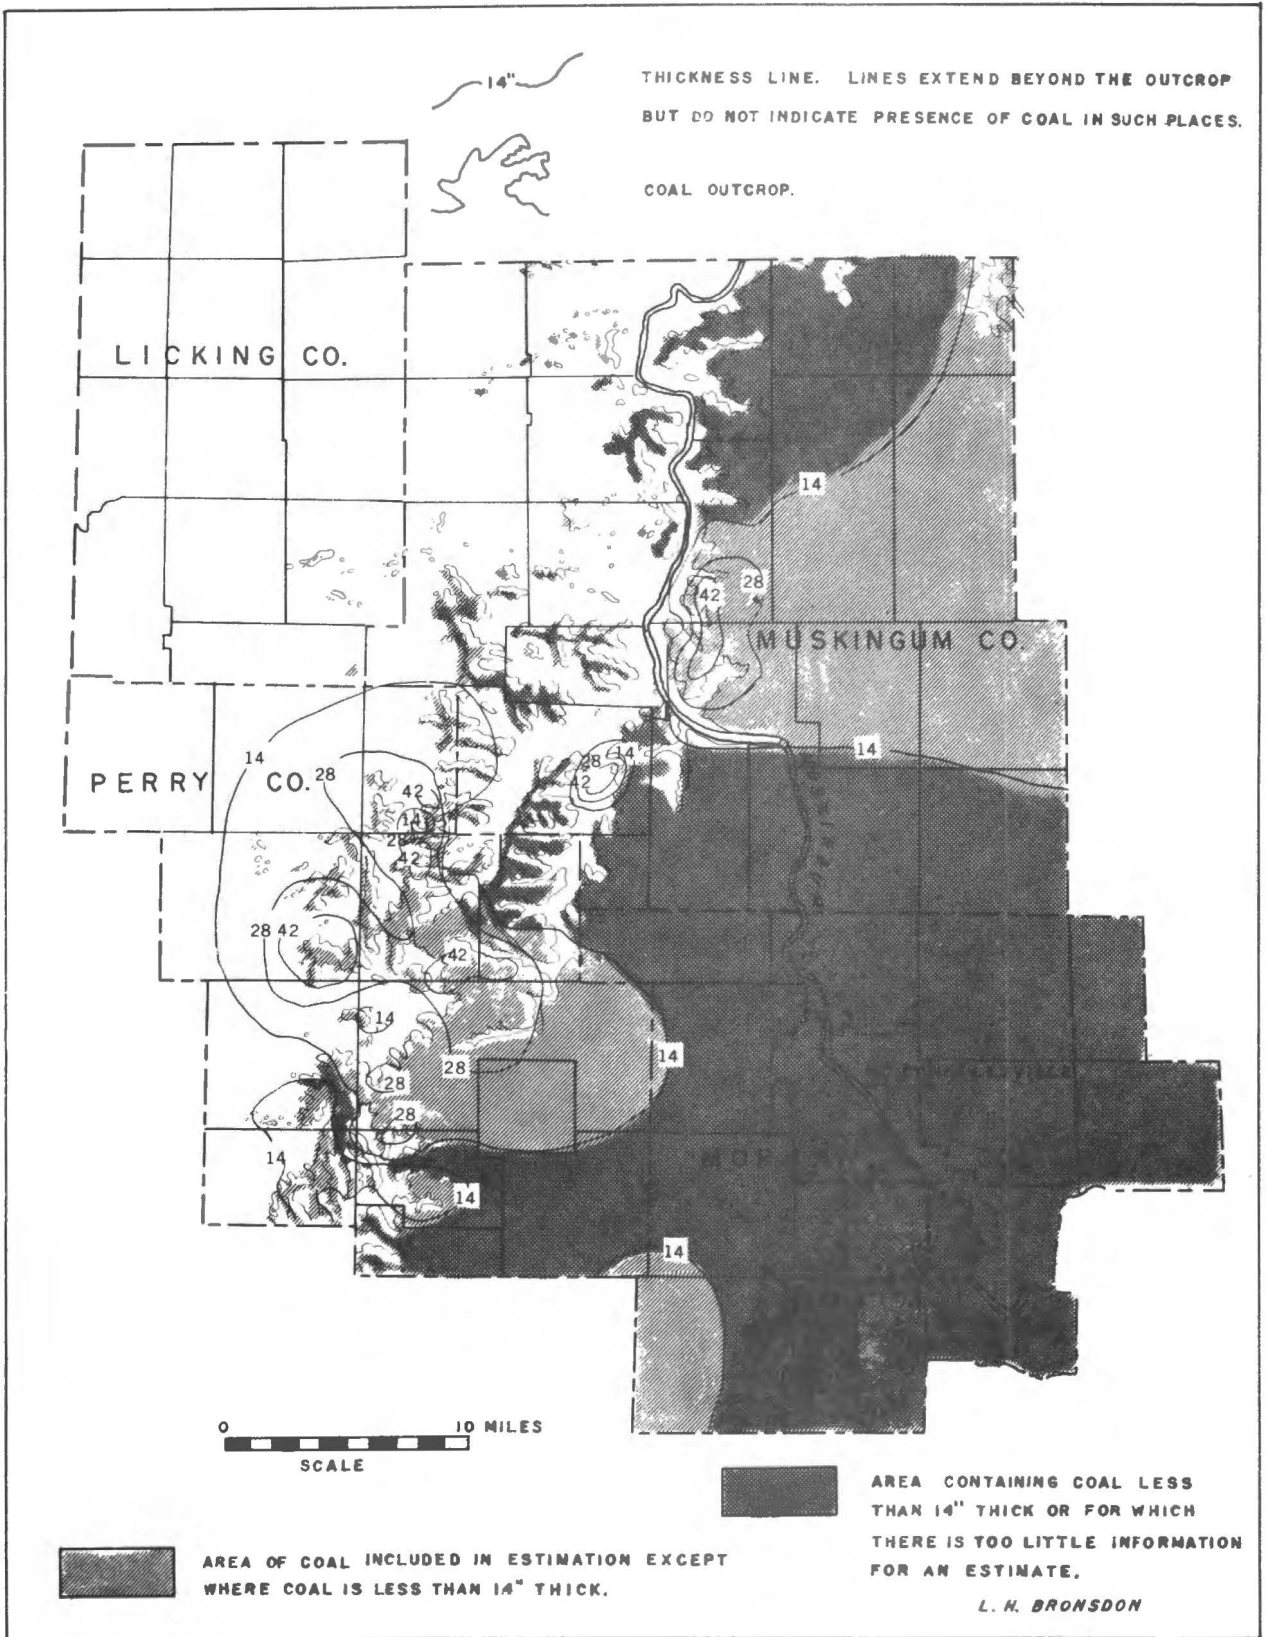 14"
THICKNESS LINE. LINES EXTEND BEYOND THE OUTCROP
BUT DO NOT INDICATE PRESENCE OF COAL IN SUCH PLACES.
COAL OUTCROP.
LICKING CO.
14
42
28
MUSKINGUM CO.
14
14
28
14
28
PERRY CO.
42
42
14
28
42
28 42
42
14
14
28
28
28
14
14
14
0 10 MILES
SCALE
AREA CONTAINING COAL LESS
THAN 14" THICK OR FOR WHICH
THERE IS TOO LITTLE INFORMATION
FOR AN ESTIMATE.
AREA OF COAL INCLUDED IN ESTIMATION EXCEPT
WHERE COAL IS LESS THAN 14" THICK.
L. H. BRONSDON